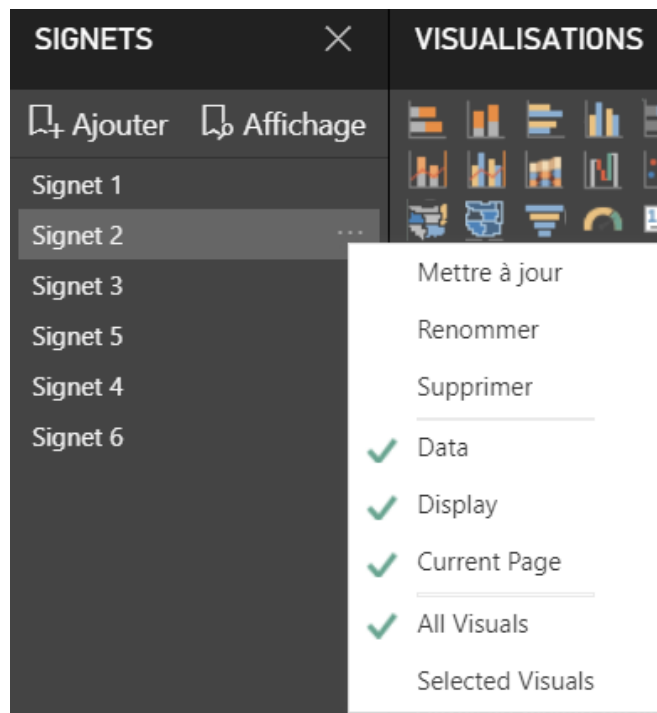 SIGNETS
VISUALISATIONS
Ajouter
Affichage
Signet 1
Signet 2
Signet 3
Signet 5
Signet 4
Signet 6
Mettre à jour
Renommer
Supprimer
Data
Display
Current Page
All Visuals
Selected Visuals